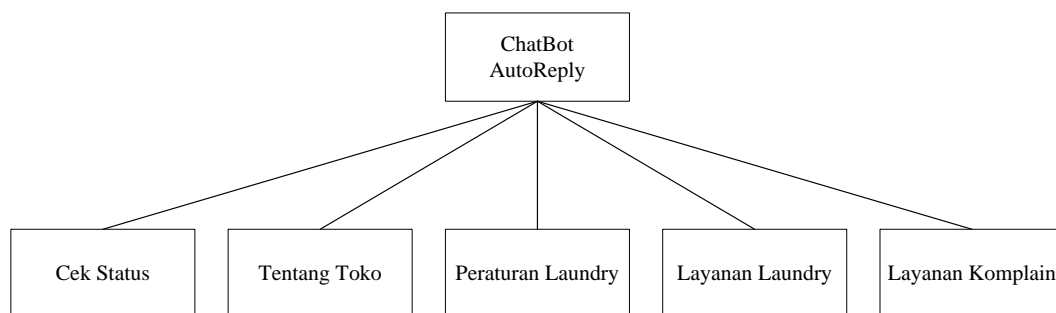 ChatBot
AutoReply
Cek Status
Tentang Toko
Peraturan Laundry
Layanan Laundry
Layanan Komplain